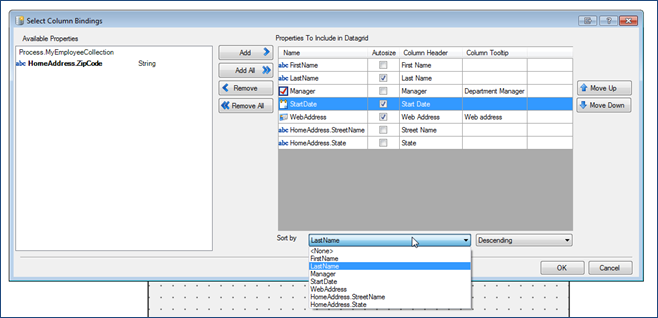 Select Column Bindings
Available Properties
Process.MyEmployeeCollection
abc HomeAddress.ZipCode String
Add
Add All
Remove
Remove All
Properties To Include in Datagrid
Name Autosize Column Header Column Tooltip
abc FirstName First Name
abc LastName Last Name
Manager Manager Department Manager
StartDate Start Date
WebAddress Web Address Web address
abc HomeAddress.StreetName Street Name
abc HomeAddress.State State
Move Up
Move Down
Sort by LastName Descending
<None>
FirstName
LastName
Manager
StartDate
WebAddress
HomeAddress.StreetName
HomeAddress.State
OK Cancel